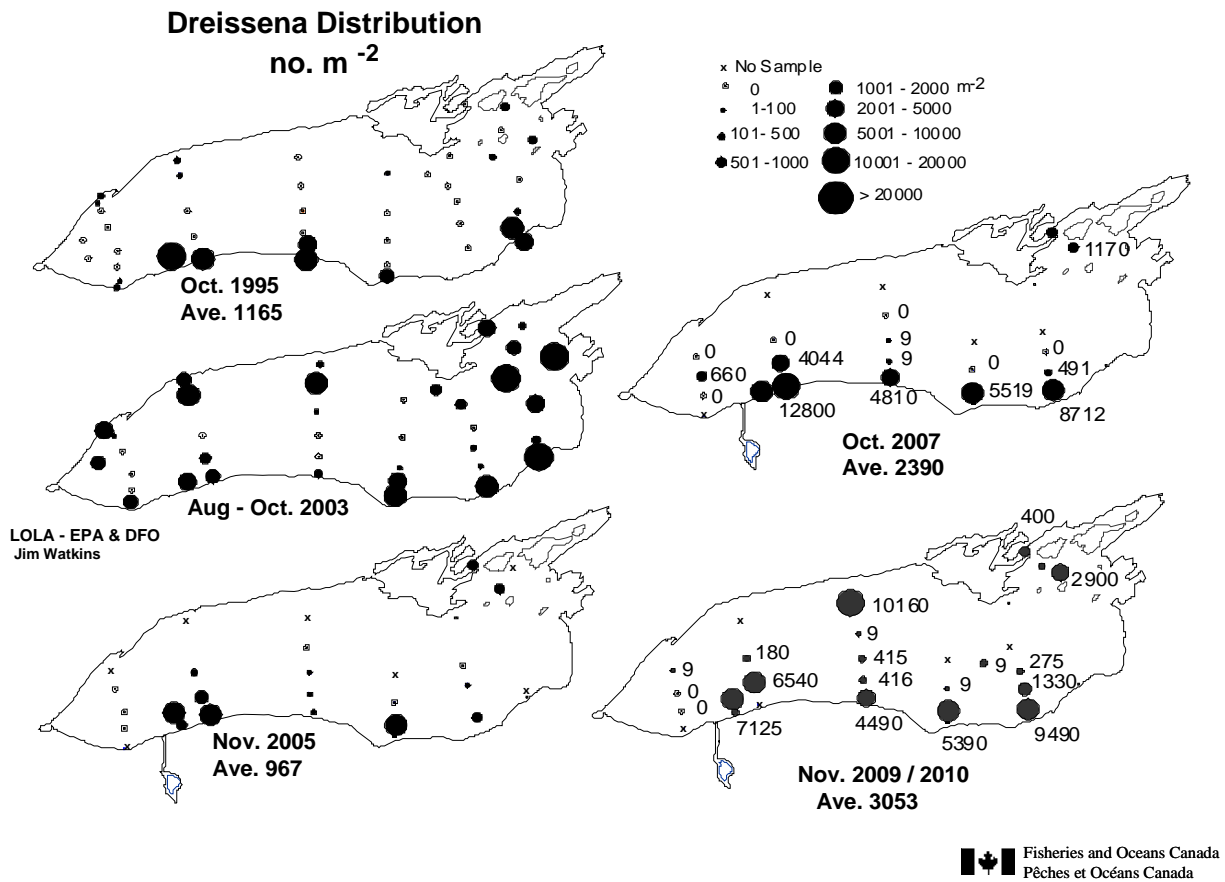 Dreissena Distribution
no. m -2
x No Sample
0
1-100
101- 500
501 -1000
1001 - 2000 m-2
2001 - 5000
5001 - 10000
10001 - 20000
> 20000
Oct. 1995
Ave. 1165
Aug - Oct. 2003
LOLA - EPA & DFO
Jim Watkins
x
x
x
x
x
x
Nov. 2005
Ave. 967
1170
x
x
0
0
9
x
x
0
4044
9
0
0
660
491
0
x
12800
4810
5519
8712
Oct. 2007
Ave. 2390
400
2900
10160
x
9
x
180
415
x
9
275
9
0
6540
416
9
1330
0
x
x
7125
4490
5390
9490
Nov. 2009 / 2010
Ave. 3053
Fisheries and Oceans Canada
Pêches et Océans Canada